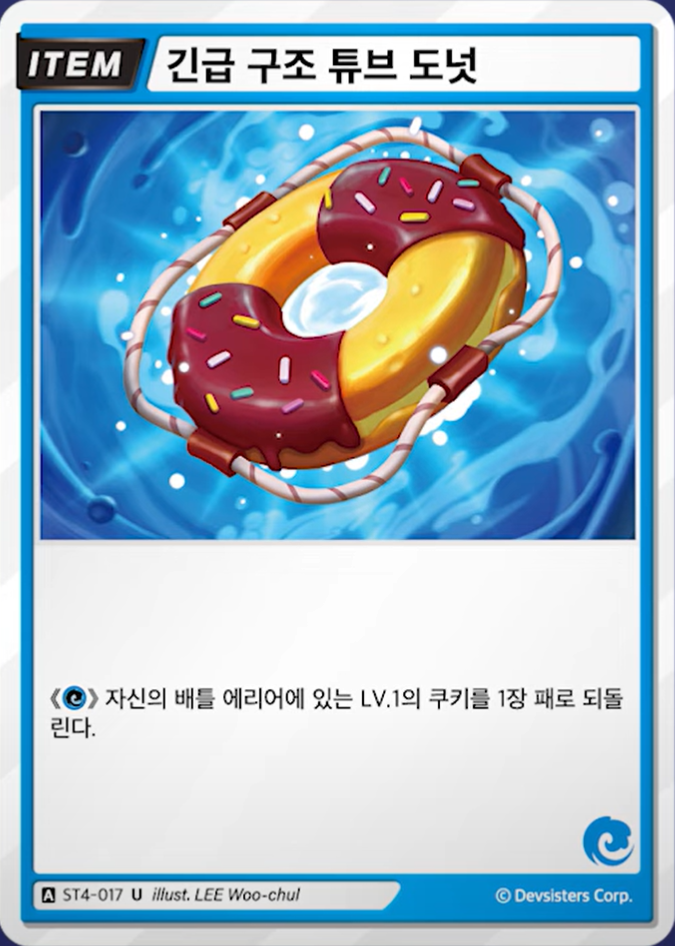 ITEM
긴급 구조 튜브 도넛
《》 자신의 배틀 에리어에 있는 LV.1의 쿠키를 1장 패로 되돌
린다.
A ST4-017 U illust. LEE Woo-chul
© Devsisters Corp.